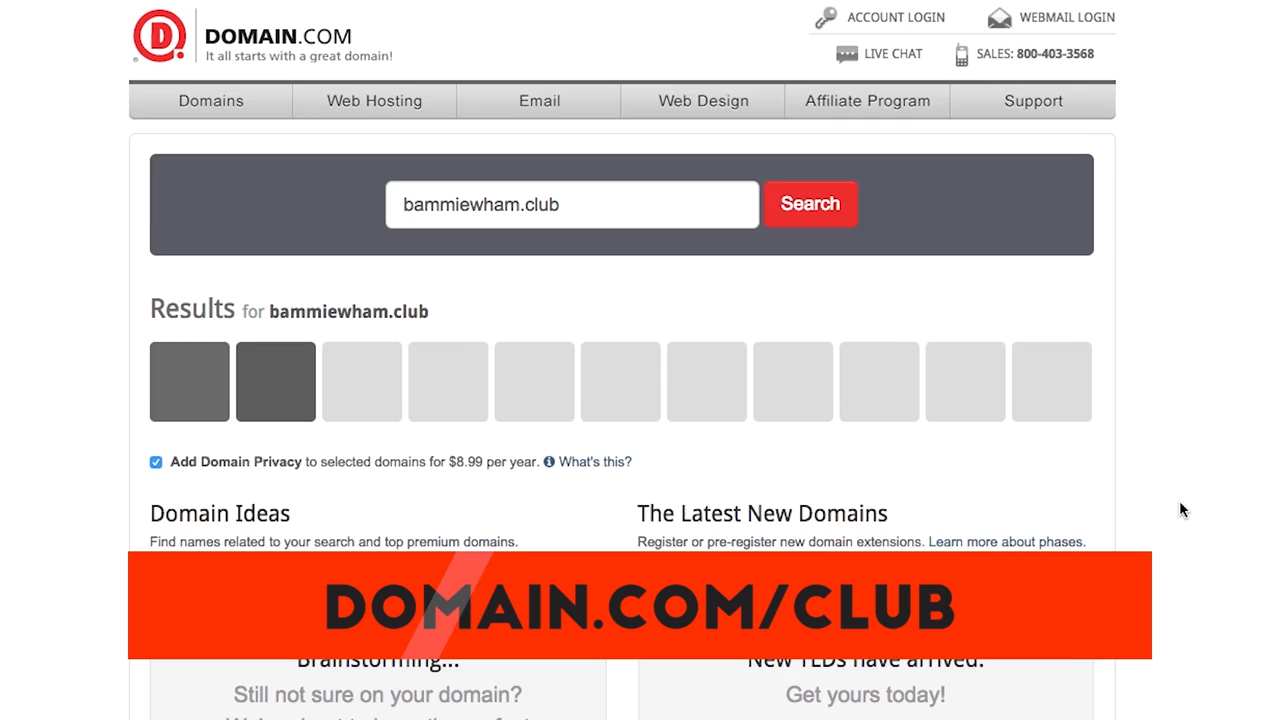 ACCOUNT LOGIN
WEBMAIL LOGIN
D
DOMAIN.COM
It all starts with a great domain!
LIVE CHAT
SALES: 800-403-3568
Domains
Web Hosting
Email
Web Design
Affiliate Program
Support
bammiewham.club
Search
Results for bammiewham.club
Add Domain Privacy to selected domains for $8.99 per year. What's this?
Domain Ideas
Find names related to your search and top premium domains.
The Latest New Domains
Register or pre-register new domain extensions. Learn more about phases.
DOMAIN.COM/CLUB
Brainstorming...
Still not sure on your domain?
New TLDs have arrived.
Get yours today!